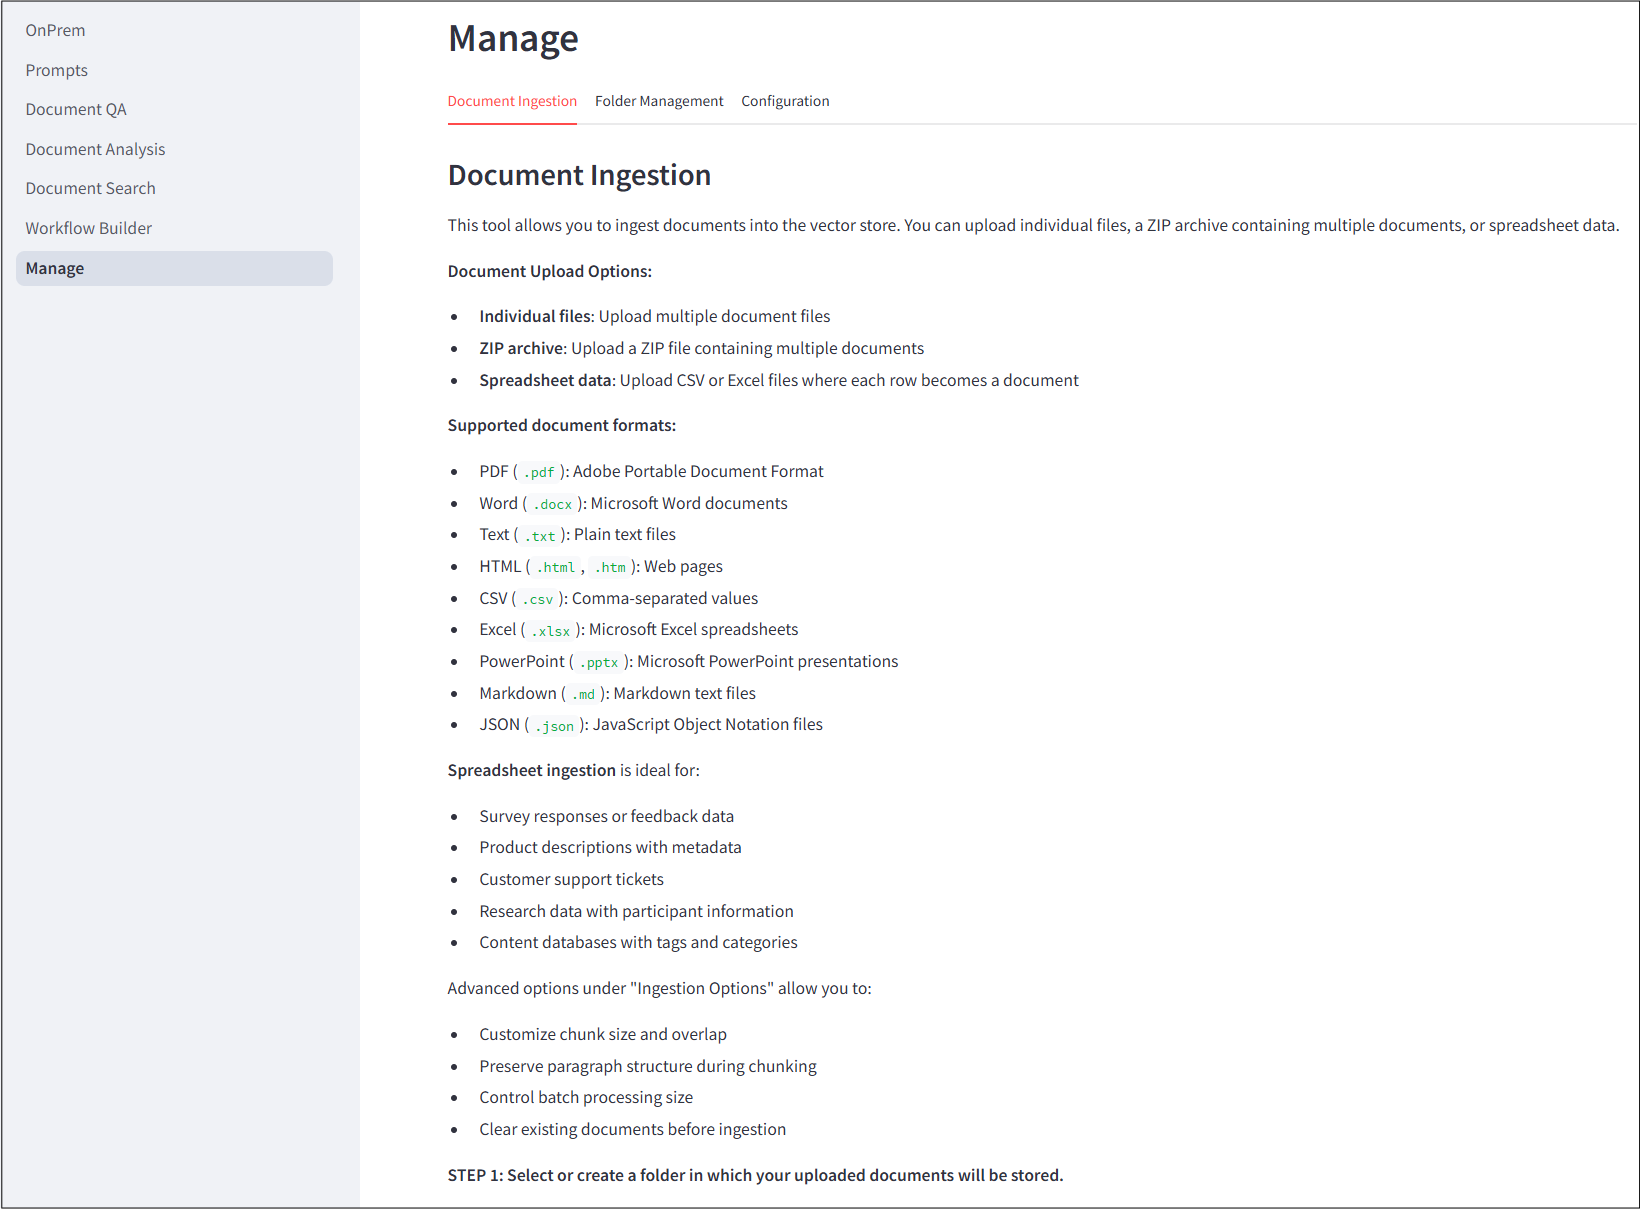 OnPrem
Prompts
Document QA
Document Analysis
Document Search
Workflow Builder
Manage
Manage
Document Ingestion Folder Management Configuration
Document Ingestion
This tool allows you to ingest documents into the vector store. You can upload individual files, a ZIP archive containing multiple documents, or spreadsheet data.
Document Upload Options:
• Individual files: Upload multiple document files
• ZIP archive: Upload a ZIP file containing multiple documents
• Spreadsheet data: Upload CSV or Excel files where each row becomes a document
Supported document formats:
• PDF ( .pdf ): Adobe Portable Document Format
• Word ( .docx ): Microsoft Word documents
• Text ( .txt ): Plain text files
• HTML ( .html , .htm ): Web pages
• CSV ( .csv ): Comma-separated values
• Excel ( .xlsx ): Microsoft Excel spreadsheets
• PowerPoint ( .pptx ): Microsoft PowerPoint presentations
• Markdown ( .md ): Markdown text files
• JSON ( .json ): JavaScript Object Notation files
Spreadsheet ingestion is ideal for:
• Survey responses or feedback data
• Product descriptions with metadata
• Customer support tickets
• Research data with participant information
• Content databases with tags and categories
Advanced options under "Ingestion Options" allow you to:
• Customize chunk size and overlap
• Preserve paragraph structure during chunking
• Control batch processing size
• Clear existing documents before ingestion
STEP 1: Select or create a folder in which your uploaded documents will be stored.